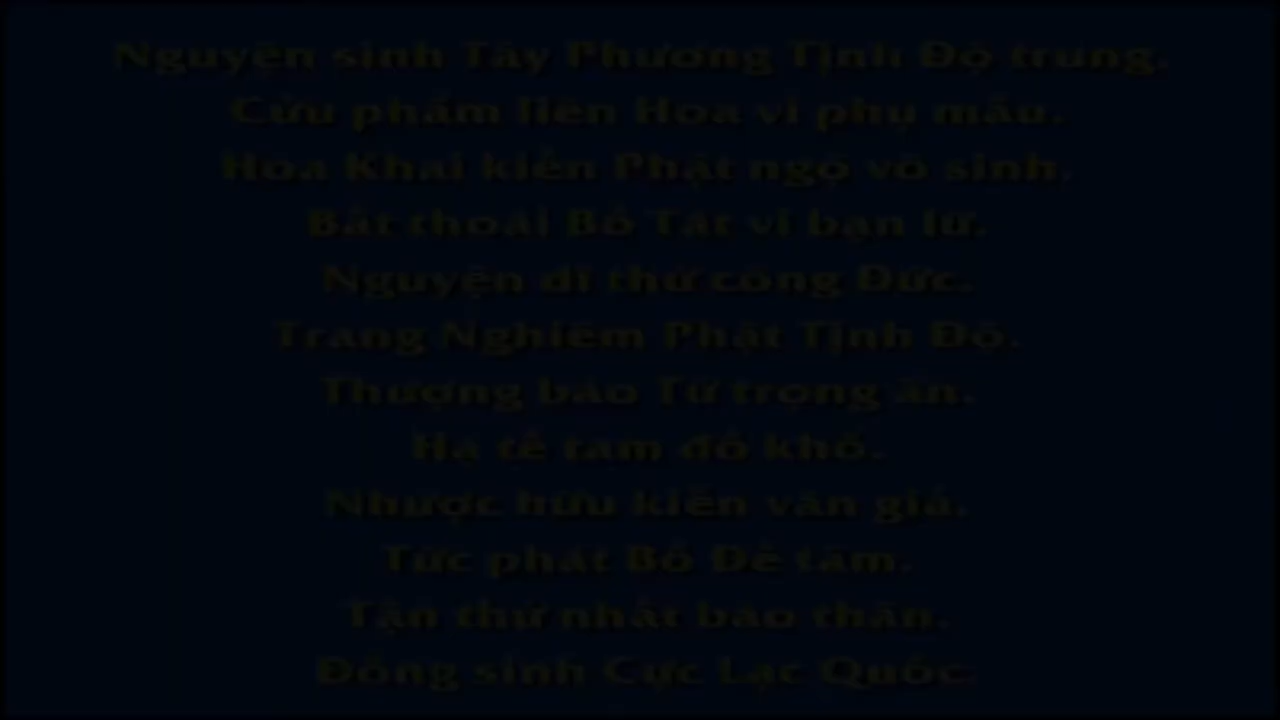 Nguyện sinh Tây Phương Tịnh Độ trung.
Cửu phẩm liên Hoa vi phụ mẫu.
Hoa Khai kiến Phật ngộ vô sinh.
Bất thoái Bồ Tát vi bạn lữ.
Nguyện dĩ thử công Đức.
Trang Nghiêm Phật Tịnh Độ.
Thượng báo Tứ trọng ân.
Hạ tế tam đồ khổ.
Nhược hữu kiến văn giả.
Tức phát Bồ Đề tâm.
Tận thử nhất báo thân.
Đồng sinh Cực Lạc Quốc.